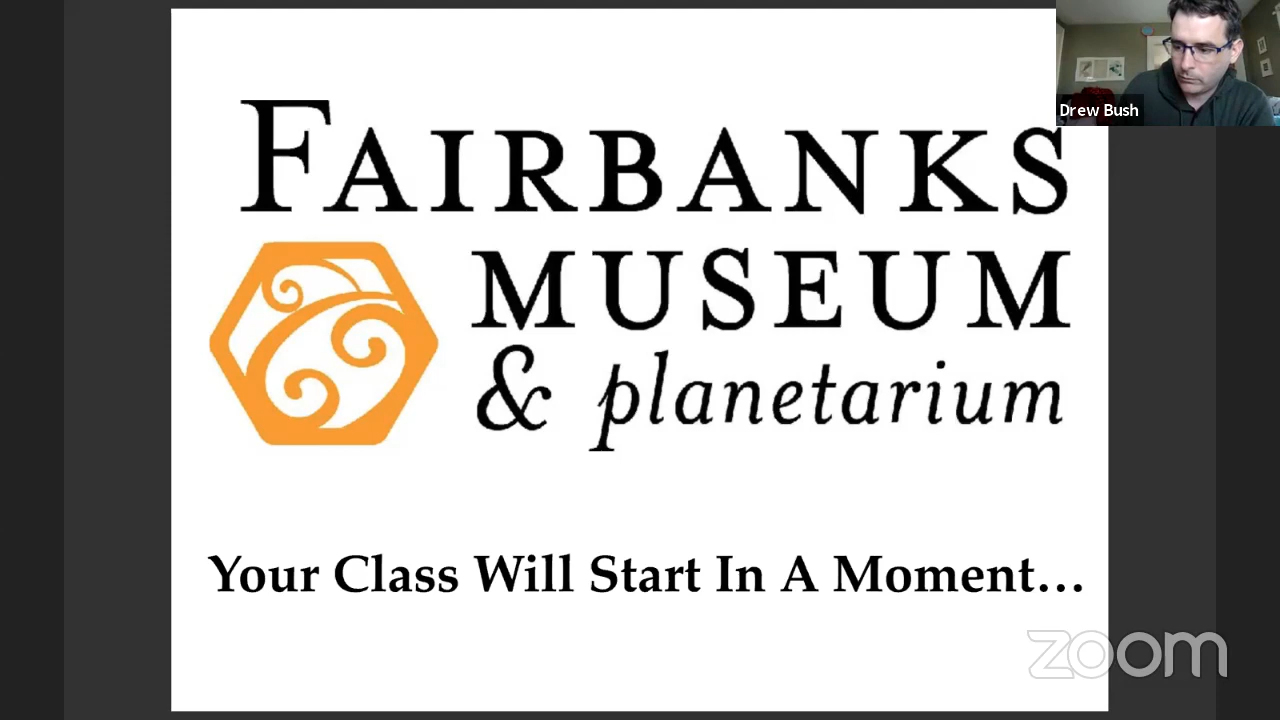 FAIRBANKS
MUSEUM
& planetarium
Your Class Will Start In A Moment…
Drew Bush
zoom